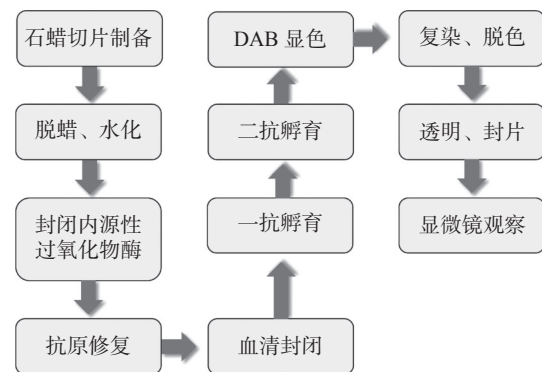 石蜡切片制备
脱蜡、水化
封闭内源性
过氧化物酶
抗原修复
血清封闭
一抗孵育
二抗孵育
DAB 显色
复染、脱色
透明、封片
显微镜观察